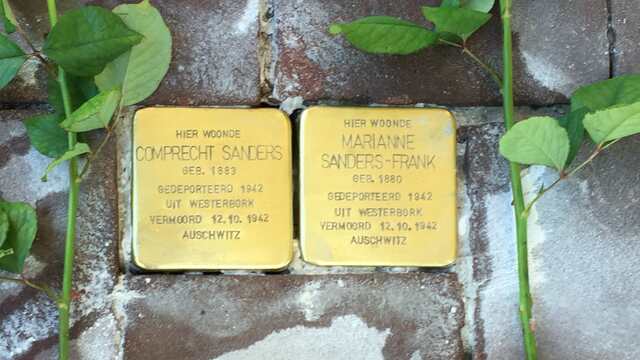 HIER WOONDE
COMPRECHT SANDERS
GEB. 1883
GEDEPORTEERD 1942
UIT WESTERBORK
VERMOORD 12.10.1942
AUSCHWITZ
HIER WOONDE
MARIANNE
SANDERS-FRANK
GEB. 1880
GEDEPORTEERD 1942
UIT WESTERBORK
VERMOORD 12.10.1942
AUSCHWITZ